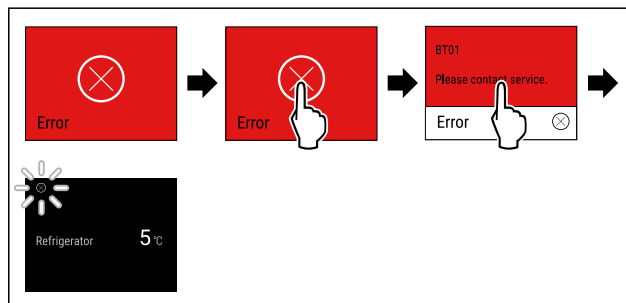 Error
Error
BT01
Please contact service.
Error
Refrigerator 5 °C